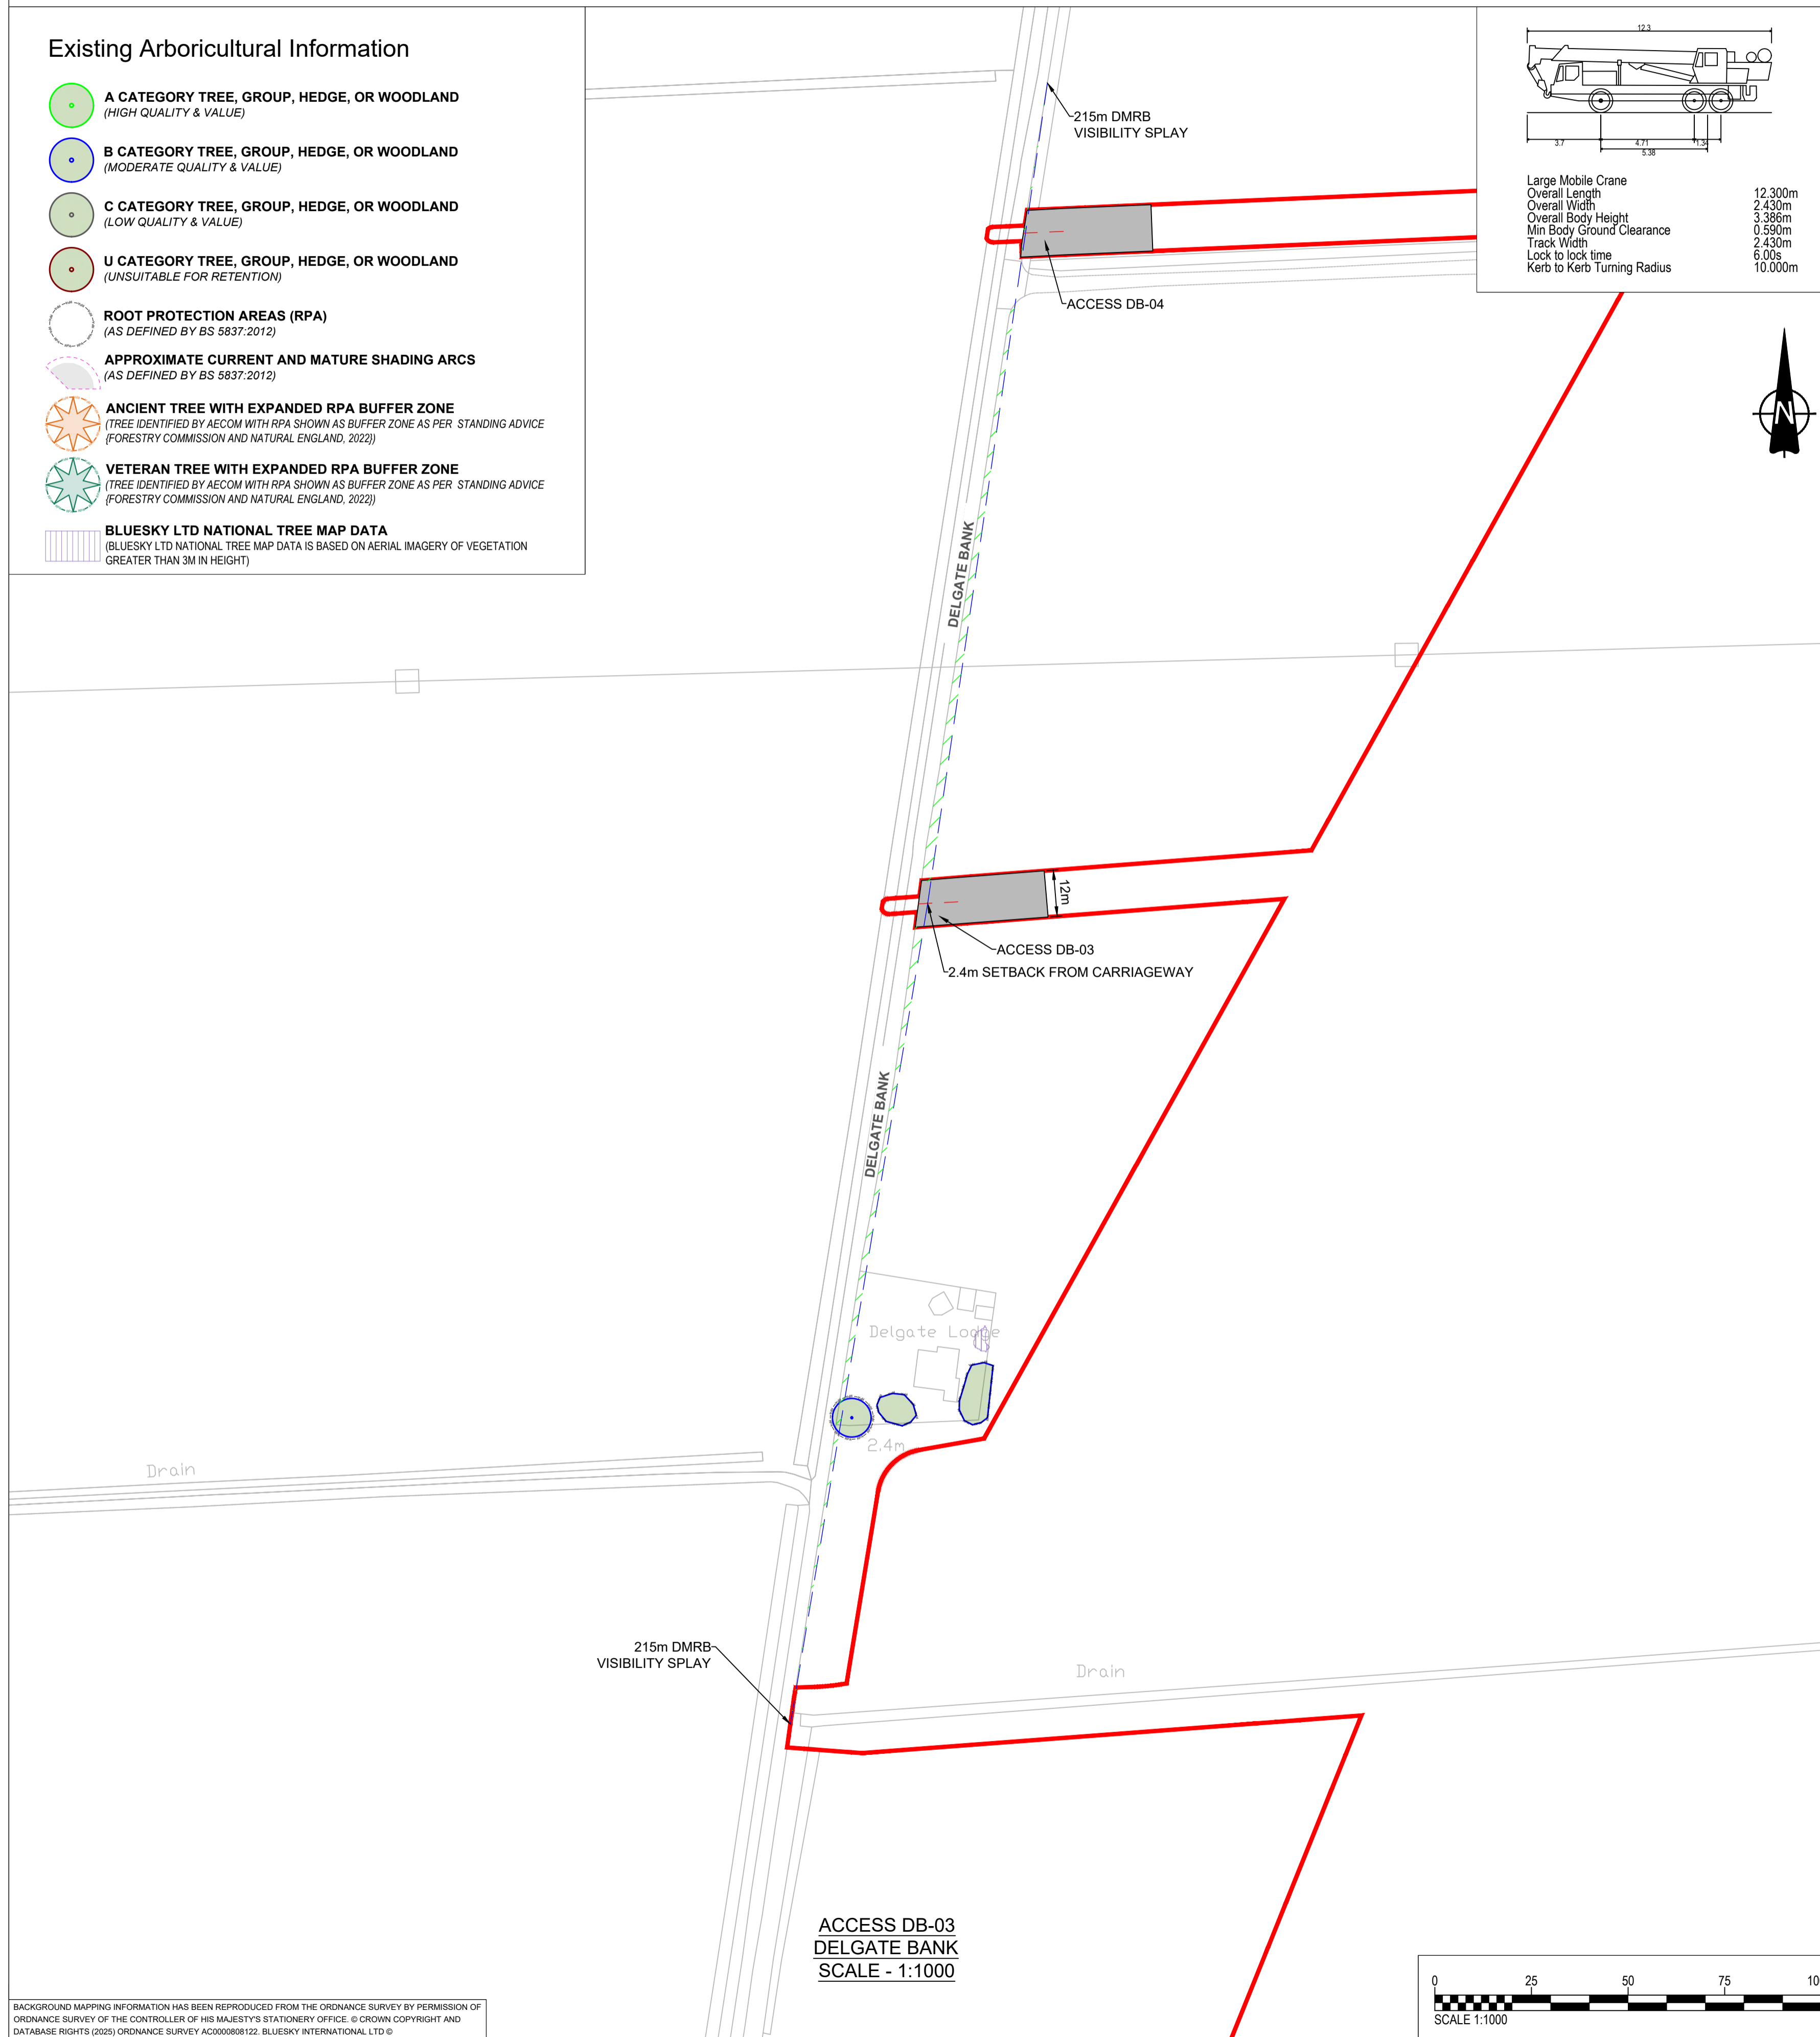 Existing Arboricultural Information
A CATEGORY TREE, GROUP, HEDGE, OR WOODLAND
(HIGH QUALITY & VALUE)
B CATEGORY TREE, GROUP, HEDGE, OR WOODLAND
(MODERATE QUALITY & VALUE)
C CATEGORY TREE, GROUP, HEDGE, OR WOODLAND
(LOW QUALITY & VALUE)
U CATEGORY TREE, GROUP, HEDGE, OR WOODLAND
(UNSUITABLE FOR RETENTION)
ROOT PROTECTION AREAS (RPA)
(AS DEFINED BY BS 5837:2012)
APPROXIMATE CURRENT AND MATURE SHADING ARCS
(AS DEFINED BY BS 5837:2012)
ANCIENT TREE WITH EXPANDED RPA BUFFER ZONE
(TREE IDENTIFIED BY AECOM WITH RPA SHOWN AS BUFFER ZONE AS PER STANDING ADVICE
{FORESTRY COMMISSION AND NATURAL ENGLAND, 2022})
VETERAN TREE WITH EXPANDED RPA BUFFER ZONE
(TREE IDENTIFIED BY AECOM WITH RPA SHOWN AS BUFFER ZONE AS PER STANDING ADVICE
{FORESTRY COMMISSION AND NATURAL ENGLAND, 2022})
BLUESKY LTD NATIONAL TREE MAP DATA
(BLUESKY LTD NATIONAL TREE MAP DATA IS BASED ON AERIAL IMAGERY OF VEGETATION
GREATER THAN 3M IN HEIGHT)
12.3
3.7
4.71
1.34
5.38
Large Mobile Crane
Overall Length 12.300m
Overall Width 2.430m
Overall Body Height 3.386m
Min Body Ground Clearance 0.590m
Track Width 2.430m
Lock to lock time 6.00s
Kerb to Kerb Turning Radius 10.000m
N
215m DMRB
VISIBILITY SPLAY
ACCESS DB-04
DELGATE BANK
12m
ACCESS DB-03
2.4m SETBACK FROM CARRIAGEWAY
DELGATE BANK
Delgate Lodge
2.4m
Drain
215m DMRB
VISIBILITY SPLAY
Drain
ACCESS DB-03
DELGATE BANK
SCALE - 1:1000
0 25 50 75 10
SCALE 1:1000
BACKGROUND MAPPING INFORMATION HAS BEEN REPRODUCED FROM THE ORDNANCE SURVEY BY PERMISSION OF
ORDNANCE SURVEY OF THE CONTROLLER OF HIS MAJESTY'S STATIONERY OFFICE. © CROWN COPYRIGHT AND
DATABASE RIGHTS (2025) ORDNANCE SURVEY AC0000808122. BLUESKY INTERNATIONAL LTD ©